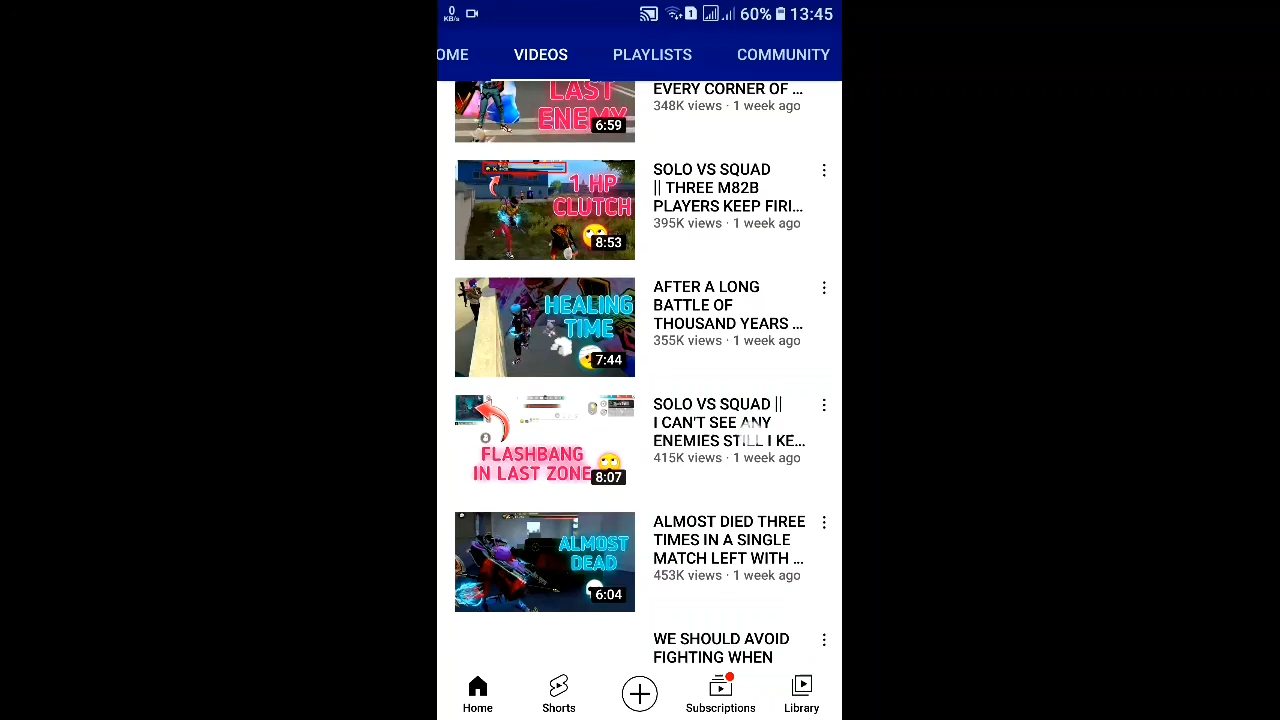 0
KB/s
1
60%
13:45
OME
VIDEOS
PLAYLISTS
COMMUNITY
LAST
ENEMY
6:59
EVERY CORNER OF ...
348K views · 1 week ago
1 HP
CLUTCH
8:53
SOLO VS SQUAD
|| THREE M82B
PLAYERS KEEP FIRI...
395K views · 1 week ago
HEALING
TIME
7:44
AFTER A LONG
BATTLE OF
THOUSAND YEARS ...
355K views · 1 week ago
FLASHBANG
IN LAST ZONE
8:07
SOLO VS SQUAD ||
I CAN'T SEE ANY
ENEMIES STILL I KE...
415K views · 1 week ago
ALMOST
DEAD
6:04
ALMOST DIED THREE
TIMES IN A SINGLE
MATCH LEFT WITH ...
453K views · 1 week ago
WE SHOULD AVOID
FIGHTING WHEN
Home
Shorts
Subscriptions
Library